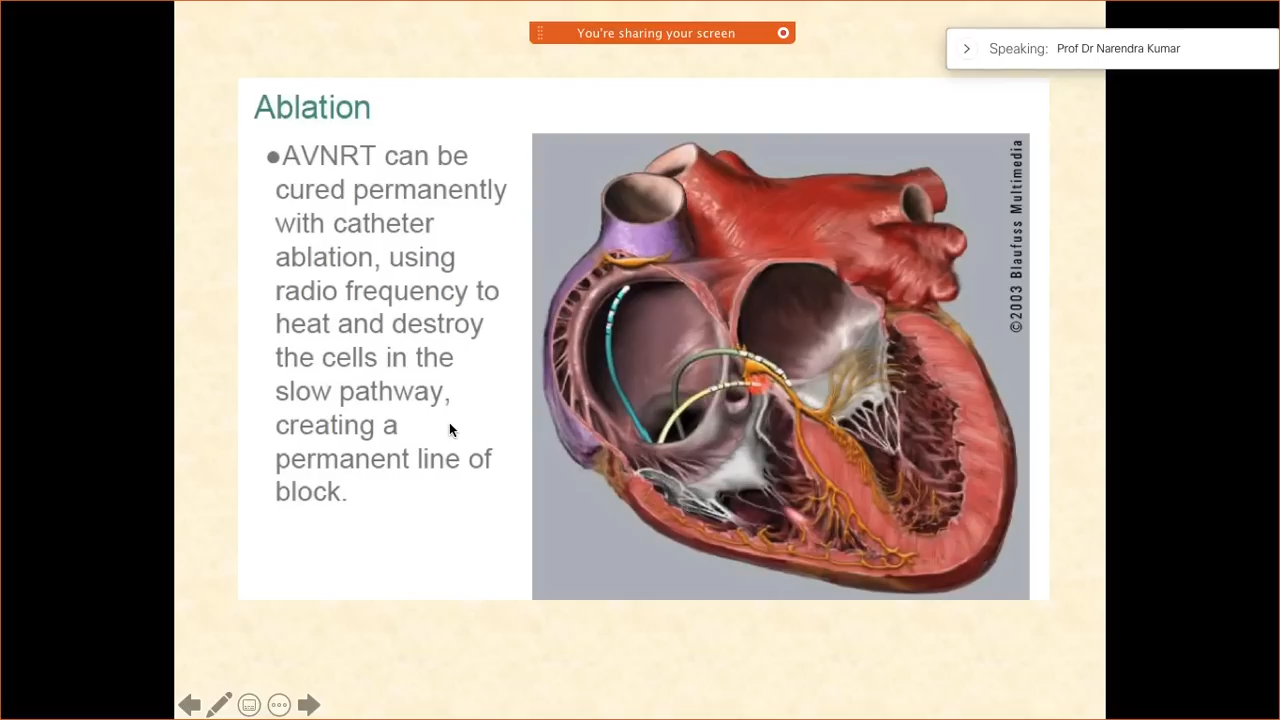 You're sharing your screen
Speaking: Prof Dr Narendra Kumar
Ablation
●AVNRT can be
cured permanently
with catheter
ablation, using
radio frequency to
heat and destroy
the cells in the
slow pathway,
creating a
permanent line of
block.
©2003 Blaufuss Multimedia